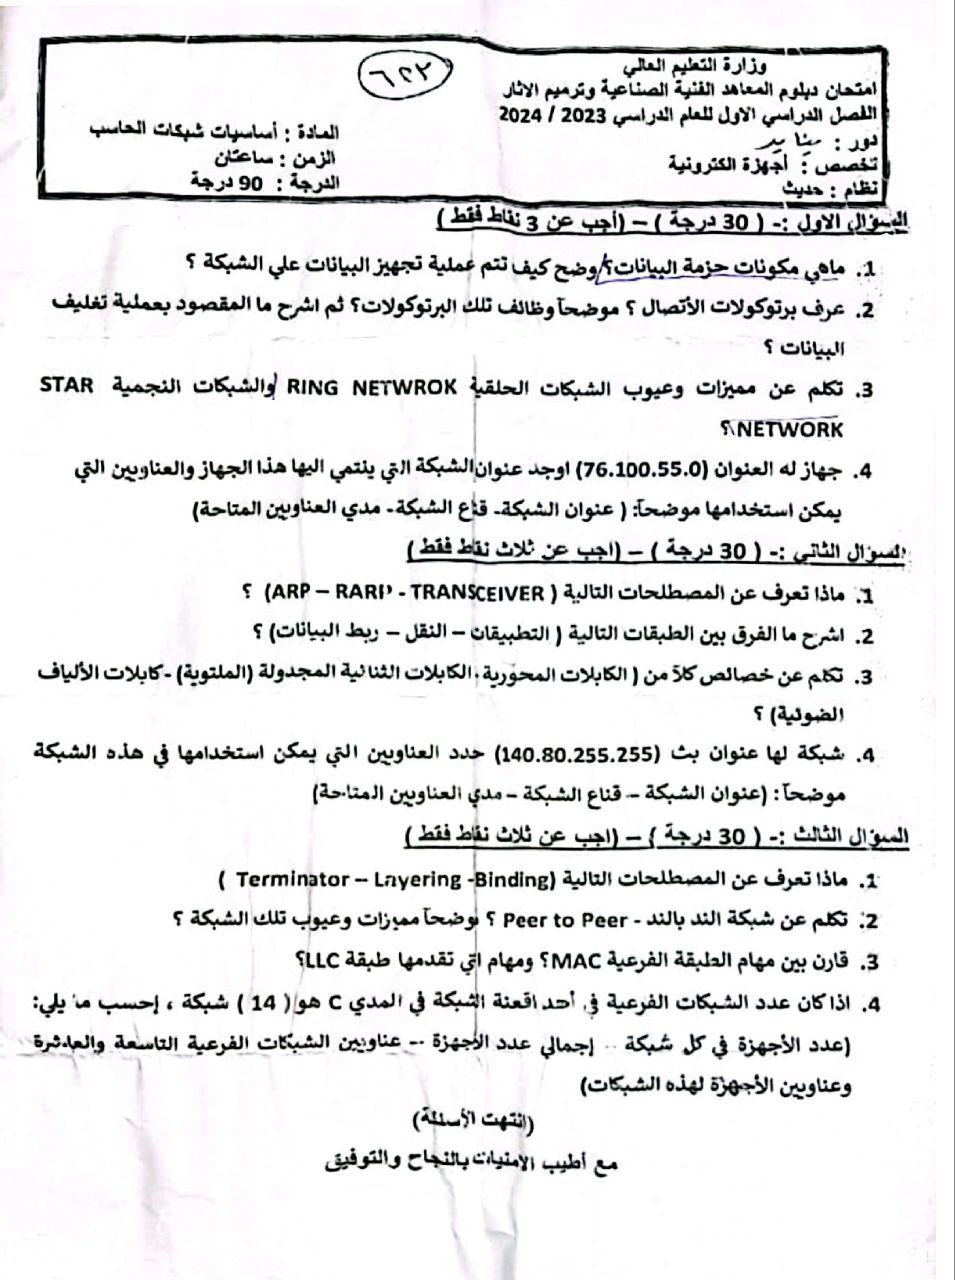 وزارة التعليم العالي
امتحان دبلوم المعاهد الفنية الصناعية وترميم الاثار
الفصل الدراسي الاول للعام الدراسي 2023 / 2024
دور : يناير
تخصص : أجهزة الكترونية
نظام : حديث
٦٢٣
المادة : أساسيات شبكات الحاسب
الزمن : ساعتان
الدرجة : 90 درجة
السؤال الاول :- ( 30 درجة ) – (أجب عن 3 نقاط فقط )
1. ماهي مكونات حزمة البيانات؟ وضح كيف تتم عملية تجهيز البيانات علي الشبكة ؟
2. عرف برتوكولات الأتصال ؟ موضحاً وظائف تلك البرتوكولات؟ ثم اشرح ما المقصود بعملية تغليف
البيانات ؟
3. تكلم عن مميزات وعيوب الشبكات الحلقية RING NETWROK والشبكات النجمية STAR
NETWORK؟
4. جهاز له العنوان (76.100.55.0) اوجد عنوان الشبكة التي ينتمي اليها هذا الجهاز والعناويين التي
يمكن استخدامها موضحاً: ( عنوان الشبكة- قناع الشبكة- مدي العناويين المتاحة)
السؤال الثاني :- ( 30 درجة ) – (اجب عن ثلاث نقاط فقط )
1. ماذا تعرف عن المصطلحات التالية ( ARP – RARP - TRANSCEIVER) ؟
2. اشرح ما الفرق بين الطبقات التالية ( التطبيقات – النقل – ربط البيانات) ؟
3. تكلم عن خصائص كلاً من ( الكابلات المحورية - الكابلات الثنائية المجدولة (الملتوية) - كابلات الألياف
الضوئية) ؟
4. شبكة لها عنوان بث (140.80.255.255) حدد العناويين التي يمكن استخدامها في هذه الشبكة
موضحاً: (عنوان الشبكة – قناع الشبكة – مدي العناويين المتاحة)
السؤال الثالث :- ( 30 درجة ) – (اجب عن ثلاث نقاط فقط )
1. ماذا تعرف عن المصطلحات التالية (Terminator – Layering -Binding )
2. تكلم عن شبكة الند بالند - Peer to Peer ؟ موضحاً مميزات وعيوب تلك الشبكة ؟
3. قارن بين مهام الطبقة الفرعية MAC؟ ومهام التي تقدمها طبقة LLC؟
4. اذا كان عدد الشبكات الفرعية في أحد اقعنة الشبكة في المدي C هو ( 14 ) شبكة ، إحسب ما يلي:
(عدد الأجهزة في كل شبكة – إجمالي عدد الأجهزة – عناويين الشبكات الفرعية التاسعة والعاشرة
وعناويين الأجهزة لهذه الشبكات)
(انتهت الأسئلة)
مع أطيب الامنيات بالنجاح والتوفيق